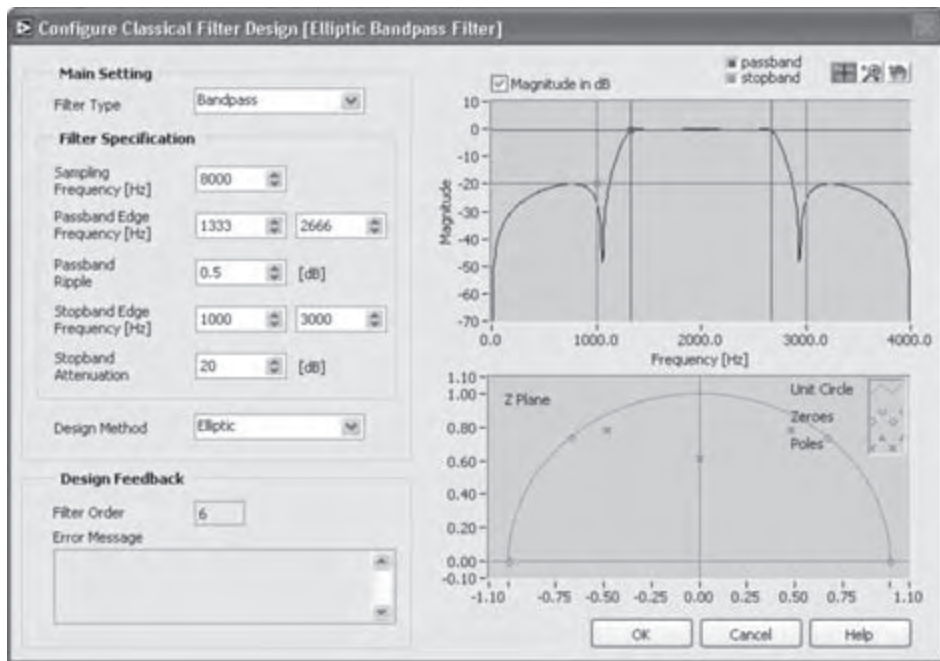 Configure Classical Filter Design [Elliptic Bandpass Filter]
Main Setting
Filter Type
Bandpass
Filter Specification
Sampling
Frequency [Hz]
8000
Passband Edge
Frequency [Hz]
1333
2666
Passband
Ripple
0.5
[dB]
Stopband Edge
Frequency [Hz]
1000
3000
Stopband
Attenuation
20
[dB]
Design Method
Elliptic
Design Feedback
Filter Order
6
Error Message
Magnitude in dB
passband
stopband
10
0
-10
-20
-30
-40
-50
-60
-70
Magnitude
0.0
1000.0
2000.0
3000.0
4000.0
Frequency [Hz]
1.10
1.00
0.80
0.60
0.40
0.20
0.00
-0.10
Z Plane
Unit Circle
Zeroes
Poles
-1.10
-0.75
-0.50
-0.25
0.00
0.25
0.50
0.75
1.10
OK
Cancel
Help